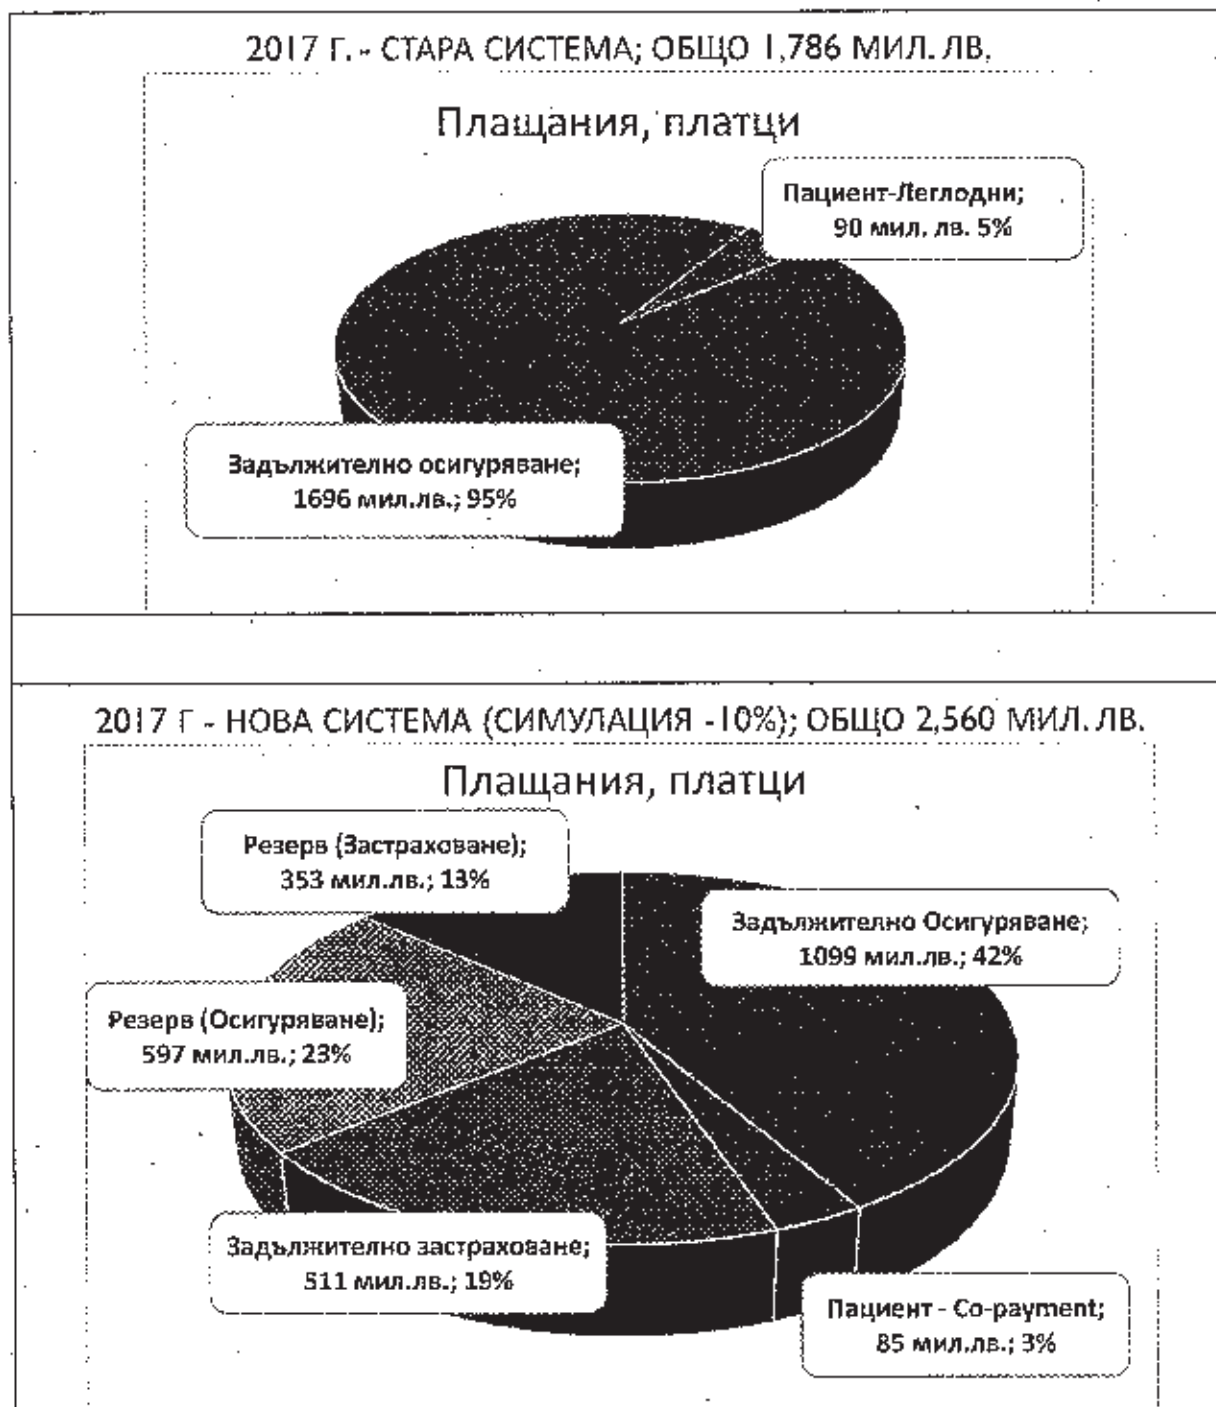 2017 Г. - СТАРА СИСТЕМА; ОБЩО 1,786 МИЛ. ЛВ.
Плащания, платци
Пациент-Леглодни;
90 мил. лв. 5%
Задължително осигуряване;
1696 мил.лв.; 95%
2017 Г - НОВА СИСТЕМА (СИМУЛАЦИЯ -10%); ОБЩО 2,560 МИЛ. ЛВ.
Плащания, платци
Резерв (Застраховане);
353 мил.лв.; 13%
Задължително Осигуряване;
1099 мил.лв.; 42%
Резерв (Осигуряване);
597 мил.лв.; 23%
Задължително застраховане;
511 мил.лв.; 19%
Пациент - Co-payment;
85 мил.лв.; 3%